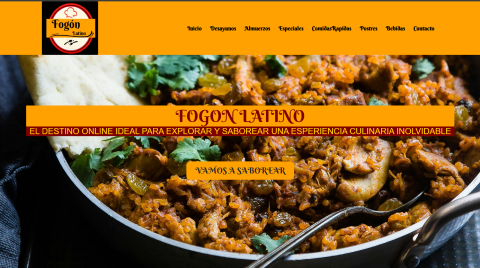 Fogón
Latino
Inicio Desayunos Almuerzos Especiales ComidasRapidas Postres Bebidas Contacto
FOGON LATINO
EL DESTINO ONLINE IDEAL PARA EXPLORAR Y SABOREAR UNA ESPERIENCIA CULINARIA INOLVIDABLE
VAMOS A SABOREAR